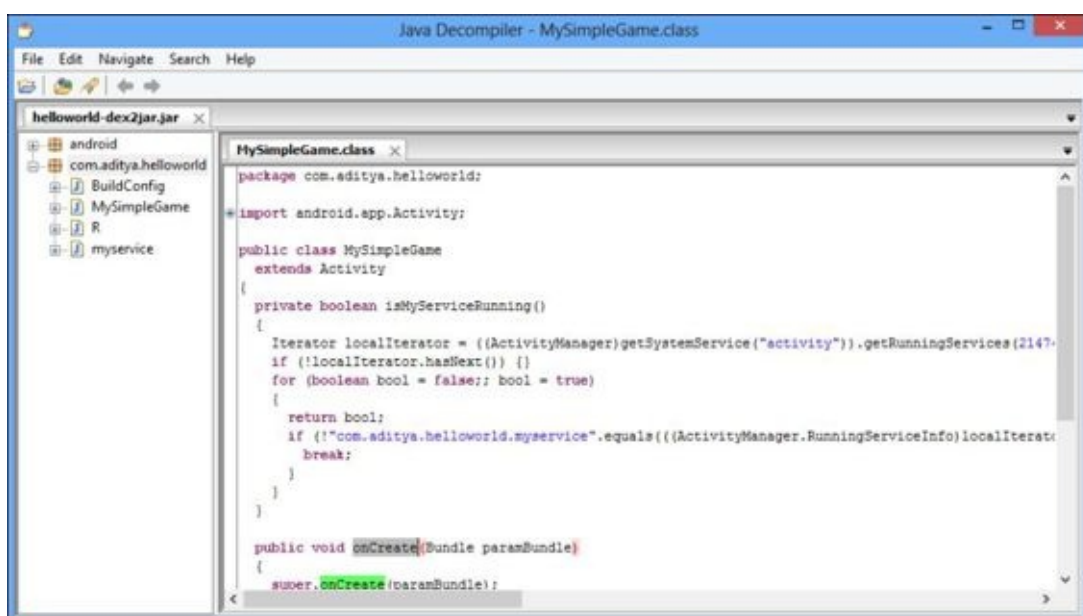 Java Decompiler - MySimpleGame.class
File Edit Navigate Search Help
helloworld-dex2jar.jar
android
com.aditya.helloworld
BuildConfig
MySimpleGame
R
myservice
MySimpleGame.class
package com.aditya.helloworld;
import android.app.Activity;
public class MySimpleGame
extends Activity
{
private boolean isMyServiceRunning()
{
Iterator localIterator = ((ActivityManager)getSystemService("activity")).getRunningServices(2147
if (!localIterator.hasNext()) {}
for (boolean bool = false;; bool = true)
{
return bool;
if (!"com.aditya.helloworld.myservice".equals(((ActivityManager.RunningServiceInfo)localIterato
break;
}
}
}
public void onCreate(Bundle paramBundle)
{
super.onCreate(paramBundle);